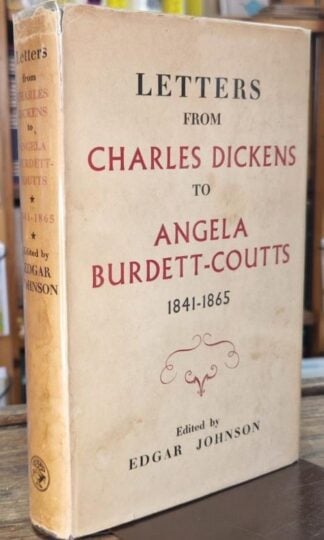 LETTERS
FROM
CHARLES DICKENS
TO
ANGELA
BURDETT-COUTTS
1841-1865
Edited by
EDGAR JOHNSON
Letters
from
CHARLES
DICKENS
to
ANGELA
BURDETT-
COUTTS
★
1841-1865
★
Edited by
EDGAR
JOHNSON